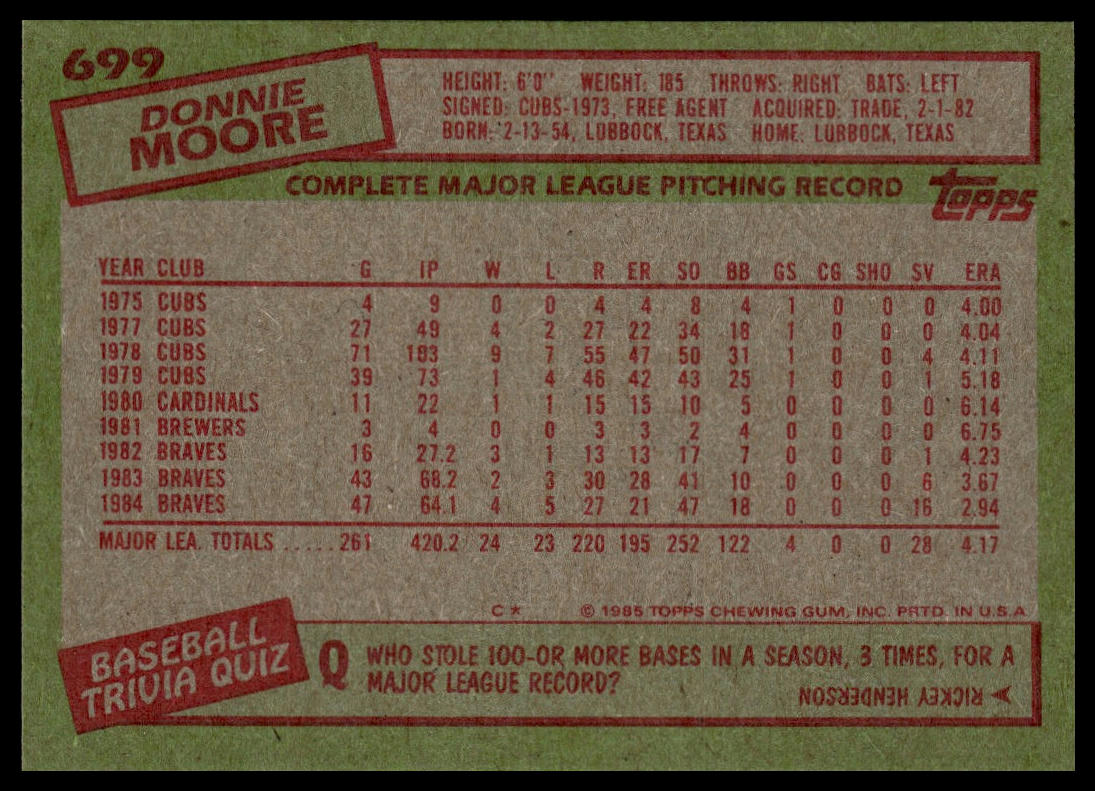 699
DONNIE
MOORE
HEIGHT: 6'0" WEIGHT: 185 THROWS: RIGHT BATS: LEFT
SIGNED: CUBS-1973, FREE AGENT ACQUIRED: TRADE, 2-1-82
BORN: 2-13-54, LUBBOCK, TEXAS HOME: LUBBOCK, TEXAS
COMPLETE MAJOR LEAGUE PITCHING RECORD
TOPPS
YEAR CLUB G IP W L R ER SO BB GS CG SHO SV ERA
1975 CUBS 4 9 0 0 4 4 8 4 1 0 0 0 4.00
1977 CUBS 27 49 4 2 27 22 34 18 1 0 0 0 4.04
1978 CUBS 71 103 9 7 55 47 50 31 1 0 0 4 4.11
1979 CUBS 39 73 1 4 46 42 43 25 1 0 0 1 5.18
1980 CARDINALS 11 22 1 1 15 15 10 5 0 0 0 0 6.14
1981 BREWERS 3 4 0 0 3 3 2 4 0 0 0 0 6.75
1982 BRAVES 16 27.2 3 1 13 13 17 7 0 0 0 1 4.23
1983 BRAVES 43 68.2 2 3 30 28 41 10 0 0 0 6 3.67
1984 BRAVES 47 64.1 4 5 27 21 47 18 0 0 0 16 2.94
MAJOR LEA. TOTALS ..... 261 420.2 24 23 220 195 252 122 4 0 0 28 4.17
C* © 1985 TOPPS CHEWING GUM, INC. PRTD. IN U.S.A.
BASEBALL
TRIVIA QUIZ
Q WHO STOLE 100-OR MORE BASES IN A SEASON, 3 TIMES, FOR A
MAJOR LEAGUE RECORD?
RICKEY HENDERSON